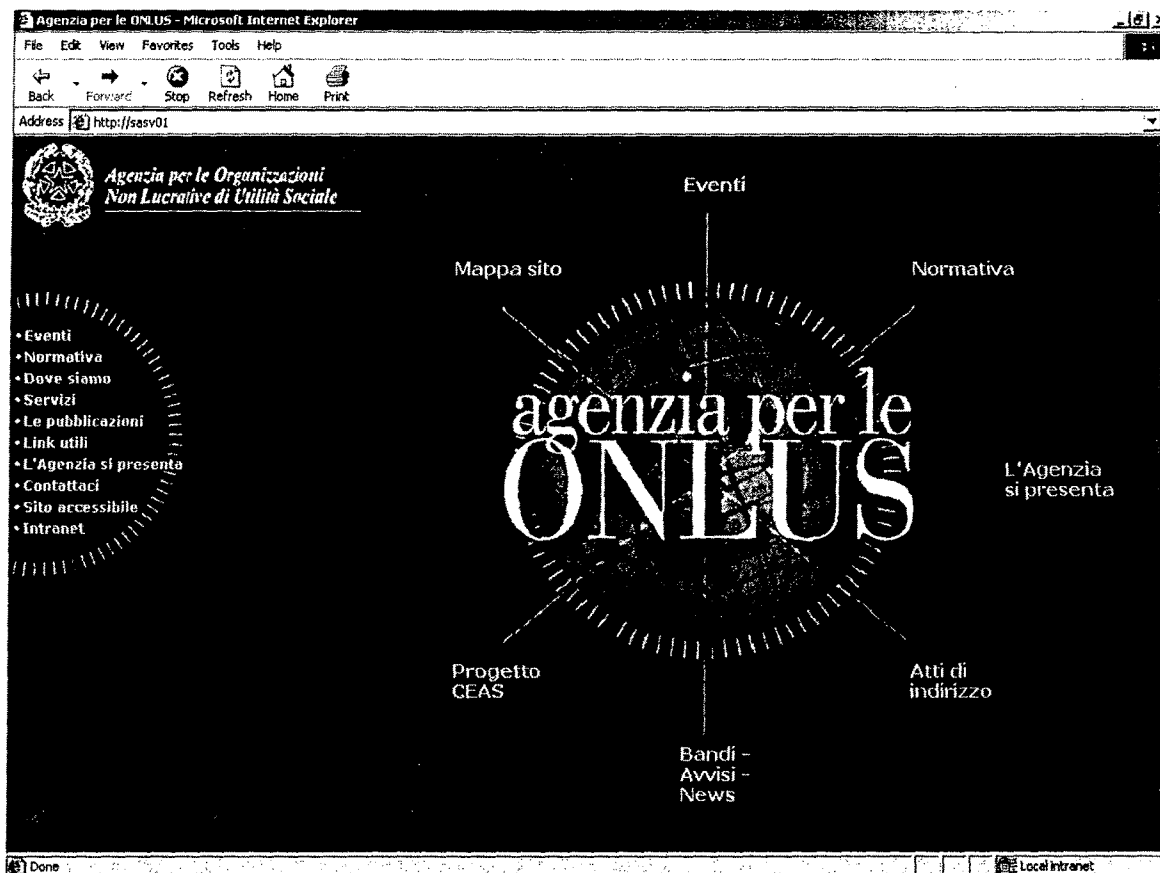 Agenzia per le ONLUS - Microsoft Internet Explorer
File Edit View Favorites Tools Help
Back Forward Stop Refresh Home Print
Address http://sasv01
Agenzia per le Organizzazioni
Non Lucrative di Utilità Sociale
Eventi
Mappa sito
Normativa
• Eventi
• Normativa
• Dove siamo
• Servizi
• Le pubblicazioni
• Link utili
• L'Agenzia si presenta
• Contattaci
• Sito accessibile
• Intranet
agenzia per le
ONLUS
L'Agenzia
si presenta
Progetto
CEAS
Atti di
indirizzo
Bandi -
Avvisi -
News
Done
Local intranet